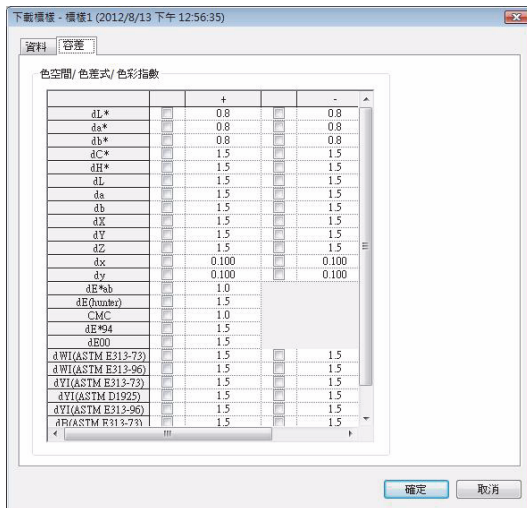 下載標樣 - 標樣1 (2012/8/13 下午 12:56:35)
資料 容差
色空間/ 色差式/ 色彩指數
+ -
dL* 0.8 0.8
da* 0.8 0.8
db* 0.8 0.8
dC* 1.5 1.5
dH* 1.5 1.5
dL 1.5 1.5
da 1.5 1.5
db 1.5 1.5
dX 1.5 1.5
dY 1.5 1.5
dZ 1.5 1.5
dx 0.100 0.100
dy 0.100 0.100
dE*ab 1.0
dE(hunter) 1.5
CMC 1.0
dE*94 1.5
dE00 1.5
dWI(ASTM E313-73) 1.5 1.5
dWI(ASTM E313-96) 1.5 1.5
dYI(ASTM E313-73) 1.5 1.5
dYI(ASTM D1925) 1.5 1.5
dYI(ASTM E313-96) 1.5 1.5
dB(ASTM E313-73) 1.5 1.5
確定 取消